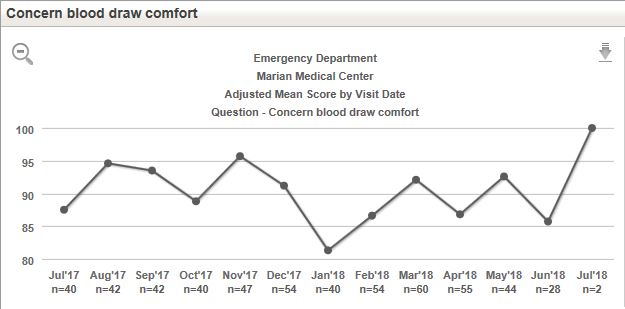 Concern blood draw comfort
Emergency Department
Marian Medical Center
Adjusted Mean Score by Visit Date
Question - Concern blood draw comfort
100
95
90
85
80
Jul'17 Aug'17 Sep'17 Oct'17 Nov'17 Dec'17 Jan'18 Feb'18 Mar'18 Apr'18 May'18 Jun'18 Jul'18
n=40 n=42 n=42 n=40 n=47 n=54 n=40 n=54 n=60 n=55 n=44 n=28 n=2